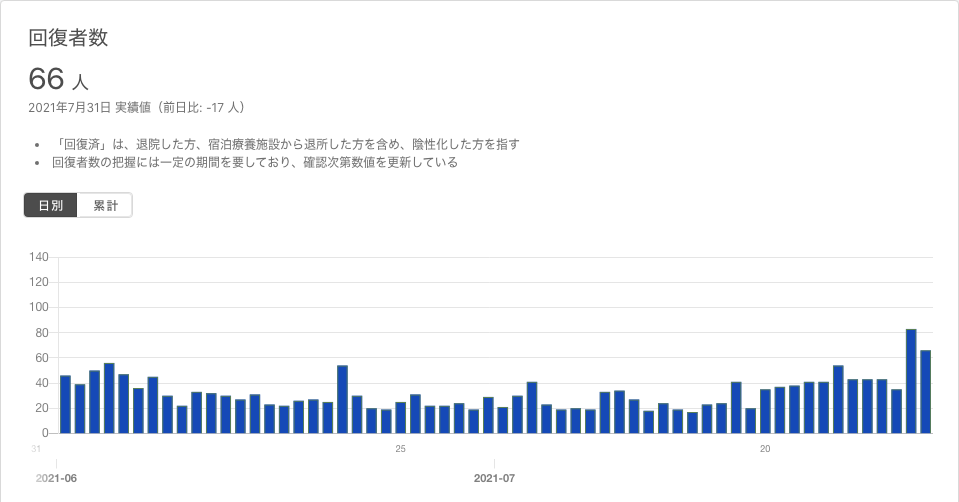 回復者数
66 人
2021年7月31日 実績値（前日比: -17 人）
「回復済」は、退院した方、宿泊療養施設から退所した方を含め、陰性化した方を指す
回復者数の把握には一定の期間を要しており、確認次第数値を更新している
日別 累計
140
120
100
80
60
40
20
0
31 25 20
2021-06 2021-07